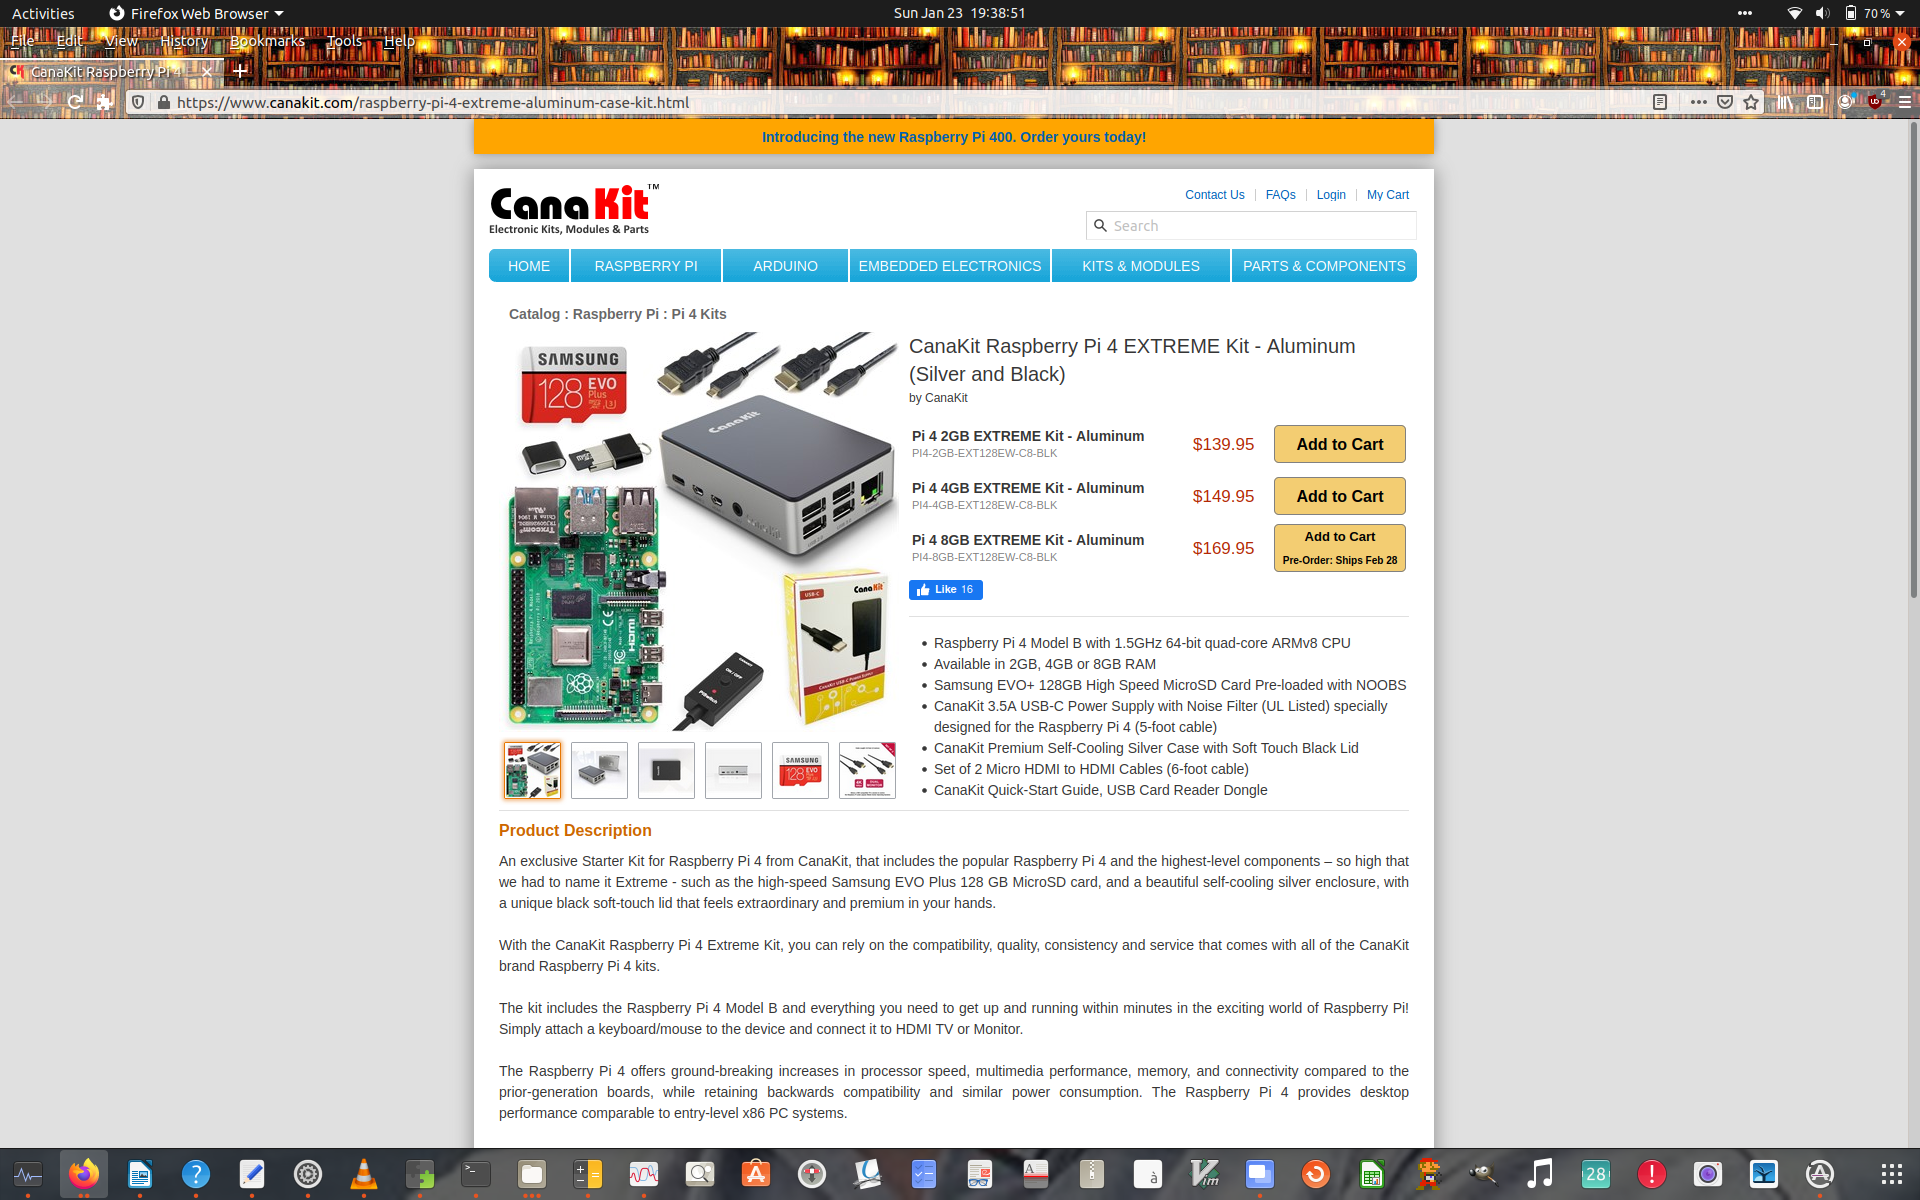 Activities
Firefox Web Browser
Sun Jan 23 19:38:51
70 %
File Edit View History Bookmarks Tools Help
CanaKit Raspberry Pi 4
https://www.canakit.com/raspberry-pi-4-extreme-aluminum-case-kit.html
4
Introducing the new Raspberry Pi 400. Order yours today!
CanaKit™
Electronic Kits, Modules & Parts
Contact Us FAQs Login My Cart
Search
HOME RASPBERRY PI ARDUINO EMBEDDED ELECTRONICS KITS & MODULES PARTS & COMPONENTS
Catalog : Raspberry Pi : Pi 4 Kits
SAMSUNG
128 EVO
Plus
CanaKit
HDMI
USB-C
CanaKit
ON / OFF
CanaKit USB-C Power Supply
SAMSUNG
128 EVO
CanaKit Raspberry Pi 4 EXTREME Kit - Aluminum
(Silver and Black)
by CanaKit
Pi 4 2GB EXTREME Kit - Aluminum
PI4-2GB-EXT128EW-C8-BLK
$139.95
Add to Cart
Pi 4 4GB EXTREME Kit - Aluminum
PI4-4GB-EXT128EW-C8-BLK
$149.95
Add to Cart
Pi 4 8GB EXTREME Kit - Aluminum
PI4-8GB-EXT128EW-C8-BLK
$169.95
Add to Cart
Pre-Order: Ships Feb 28
Like 16
• Raspberry Pi 4 Model B with 1.5GHz 64-bit quad-core ARMv8 CPU
• Available in 2GB, 4GB or 8GB RAM
• Samsung EVO+ 128GB High Speed MicroSD Card Pre-loaded with NOOBS
• CanaKit 3.5A USB-C Power Supply with Noise Filter (UL Listed) specially
designed for the Raspberry Pi 4 (5-foot cable)
• CanaKit Premium Self-Cooling Silver Case with Soft Touch Black Lid
• Set of 2 Micro HDMI to HDMI Cables (6-foot cable)
• CanaKit Quick-Start Guide, USB Card Reader Dongle
Product Description
An exclusive Starter Kit for Raspberry Pi 4 from CanaKit, that includes the popular Raspberry Pi 4 and the highest-level components – so high that
we had to name it Extreme - such as the high-speed Samsung EVO Plus 128 GB MicroSD card, and a beautiful self-cooling silver enclosure, with
a unique black soft-touch lid that feels extraordinary and premium in your hands.
With the CanaKit Raspberry Pi 4 Extreme Kit, you can rely on the compatibility, quality, consistency and service that comes with all of the CanaKit
brand Raspberry Pi 4 kits.
The kit includes the Raspberry Pi 4 Model B and everything you need to get up and running within minutes in the exciting world of Raspberry Pi!
Simply attach a keyboard/mouse to the device and connect it to HDMI TV or Monitor.
The Raspberry Pi 4 offers ground-breaking increases in processor speed, multimedia performance, memory, and connectivity compared to the
prior-generation boards, while retaining backwards compatibility and similar power consumption. The Raspberry Pi 4 provides desktop
performance comparable to entry-level x86 PC systems.
28